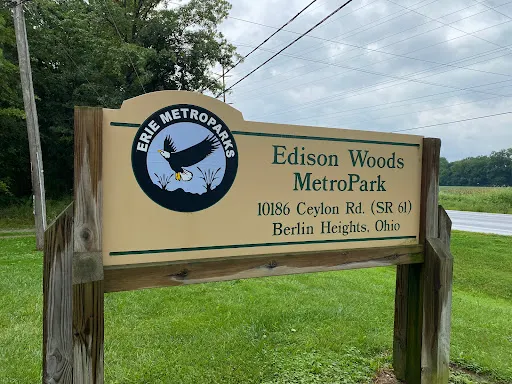 ERIE METROPARKS
Edison Woods
MetroPark
10186 Ceylon Rd. (SR 61)
Berlin Heights, Ohio